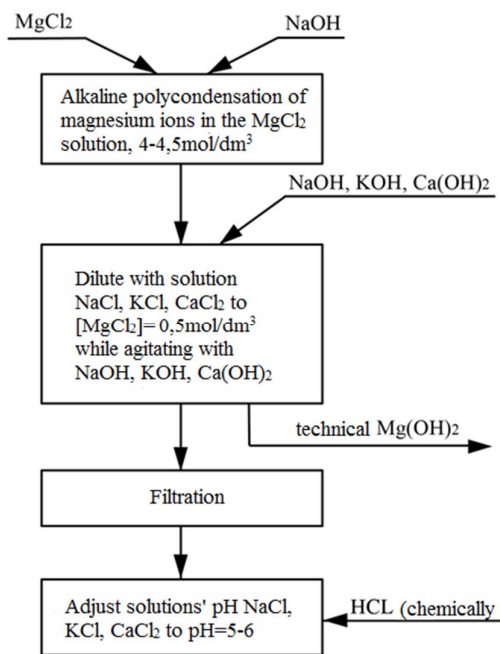 MgCl₂
NaOH
Alkaline polycondensation of
magnesium ions in the MgCl₂
solution, 4-4,5mol/dm³
NaOH, KOH, Ca(OH)₂
Dilute with solution
NaCl, KCl, CaCl₂ to
[MgCl₂]= 0,5mol/dm³
while agitating with
NaOH, KOH, Ca(OH)₂
technical Mg(OH)₂
Filtration
Adjust solutions' pH NaCl,
KCl, CaCl₂ to pH=5-6
HCL (chemically